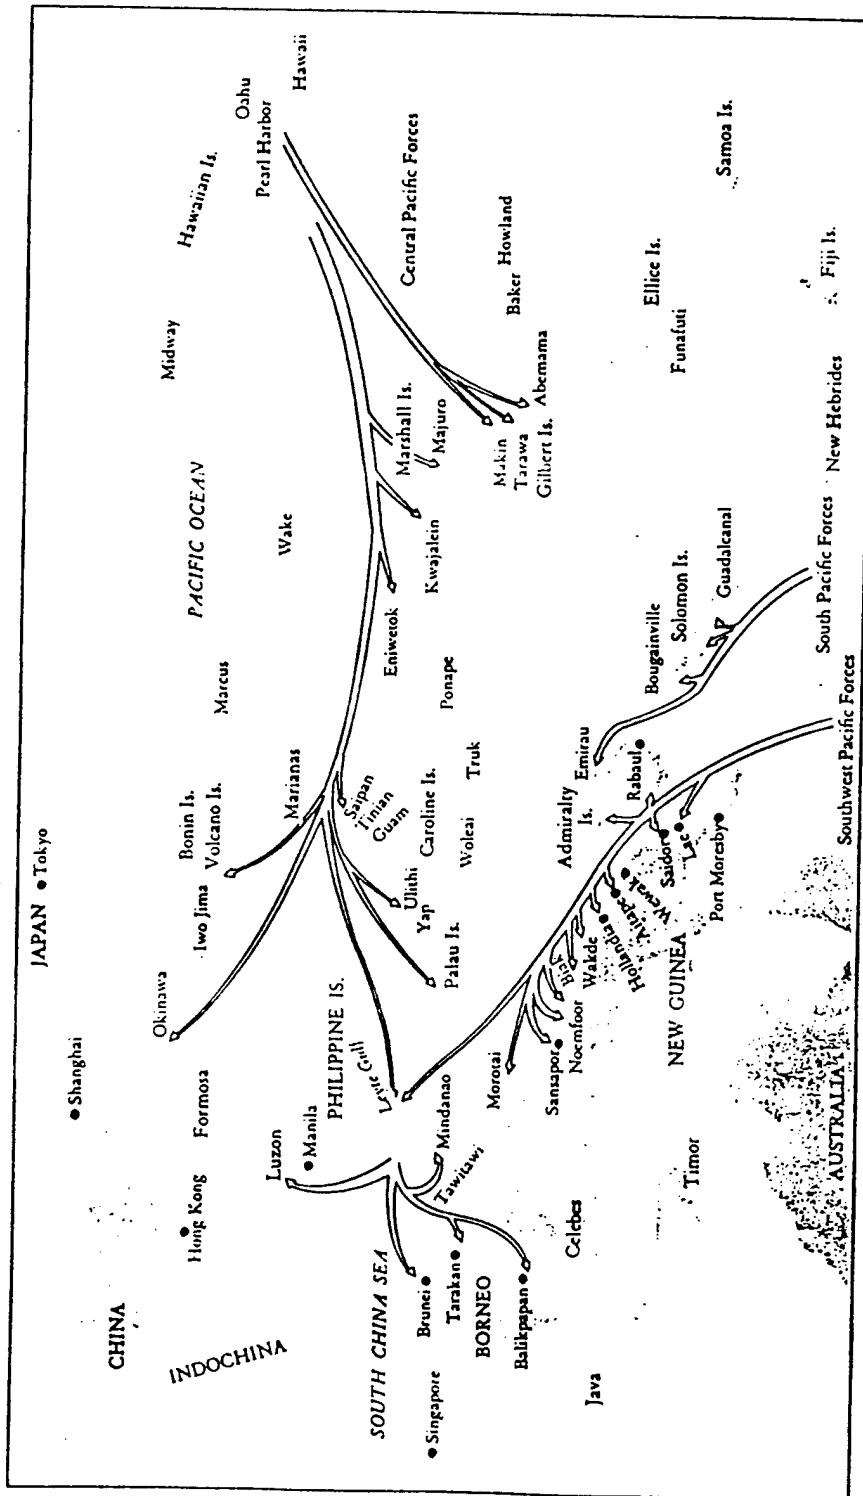 JAPAN
Tokyo
CHINA
Shanghai
Okinawa
Iwo Jima
Bonin Is.
Volcano Is.
Marcus
PACIFIC OCEAN
Midway
Hawaiian Is.
Oahu
Pearl Harbor
Hawaii
INDOCHINA
Hong Kong
Formosa
Luzon
Manila
PHILIPPINE IS.
Leyte Gulf
Marianas
Saipan
Tinian
Guam
Wake
SOUTH CHINA SEA
Singapore
Brunei
Tarakan
BORNEO
Balikpapan
Tawitawi
Mindanao
Palau Is.
Yap
Ulithi
Caroline Is.
Woleai
Truk
Ponape
Eniwetok
Kwajalein
Marshall Is.
Majuro
Central Pacific Forces
Makin
Tarawa
Gilbert Is.
Abemama
Baker
Howland
Java
Celebes
Timor
Morotai
Sansapor
Noemfoor
Biak
Wakde
Hollandia
Aitape
Wewak
NEW GUINEA
Admiralty
Is.
Emirau
Rabaul
Saidor
Lae
Port Moresby
Bougainville
Solomon Is.
Guadalcanal
Funafuti
Ellice Is.
Samoa Is.
AUSTRALIA
Southwest Pacific Forces
South Pacific Forces
New Hebrides
Fiji Is.